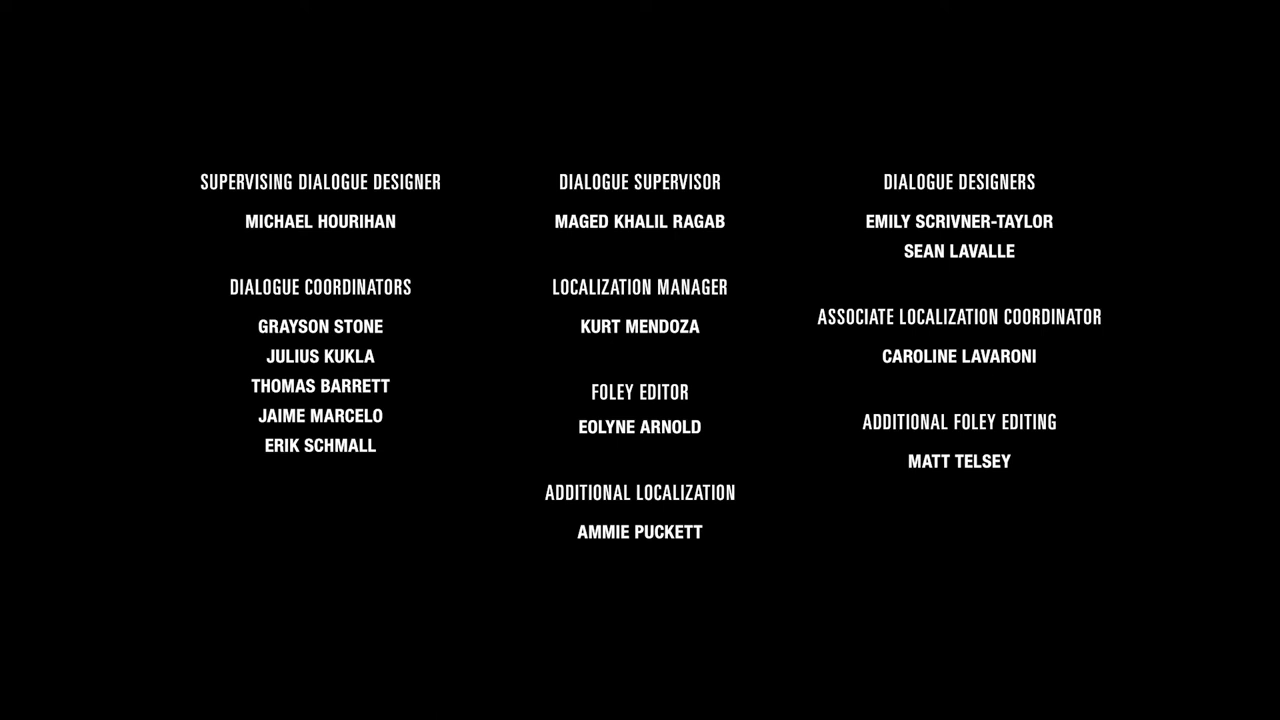 SUPERVISING DIALOGUE DESIGNER
MICHAEL HOURIHAN
DIALOGUE COORDINATORS
GRAYSON STONE
JULIUS KUKLA
THOMAS BARRETT
JAIME MARCELO
ERIK SCHMALL
DIALOGUE SUPERVISOR
MAGED KHALIL RAGAB
LOCALIZATION MANAGER
KURT MENDOZA
FOLEY EDITOR
EOLYNE ARNOLD
ADDITIONAL LOCALIZATION
AMMIE PUCKETT
DIALOGUE DESIGNERS
EMILY SCRIVNER-TAYLOR
SEAN LAVALLE
ASSOCIATE LOCALIZATION COORDINATOR
CAROLINE LAVARONI
ADDITIONAL FOLEY EDITING
MATT TELSEY